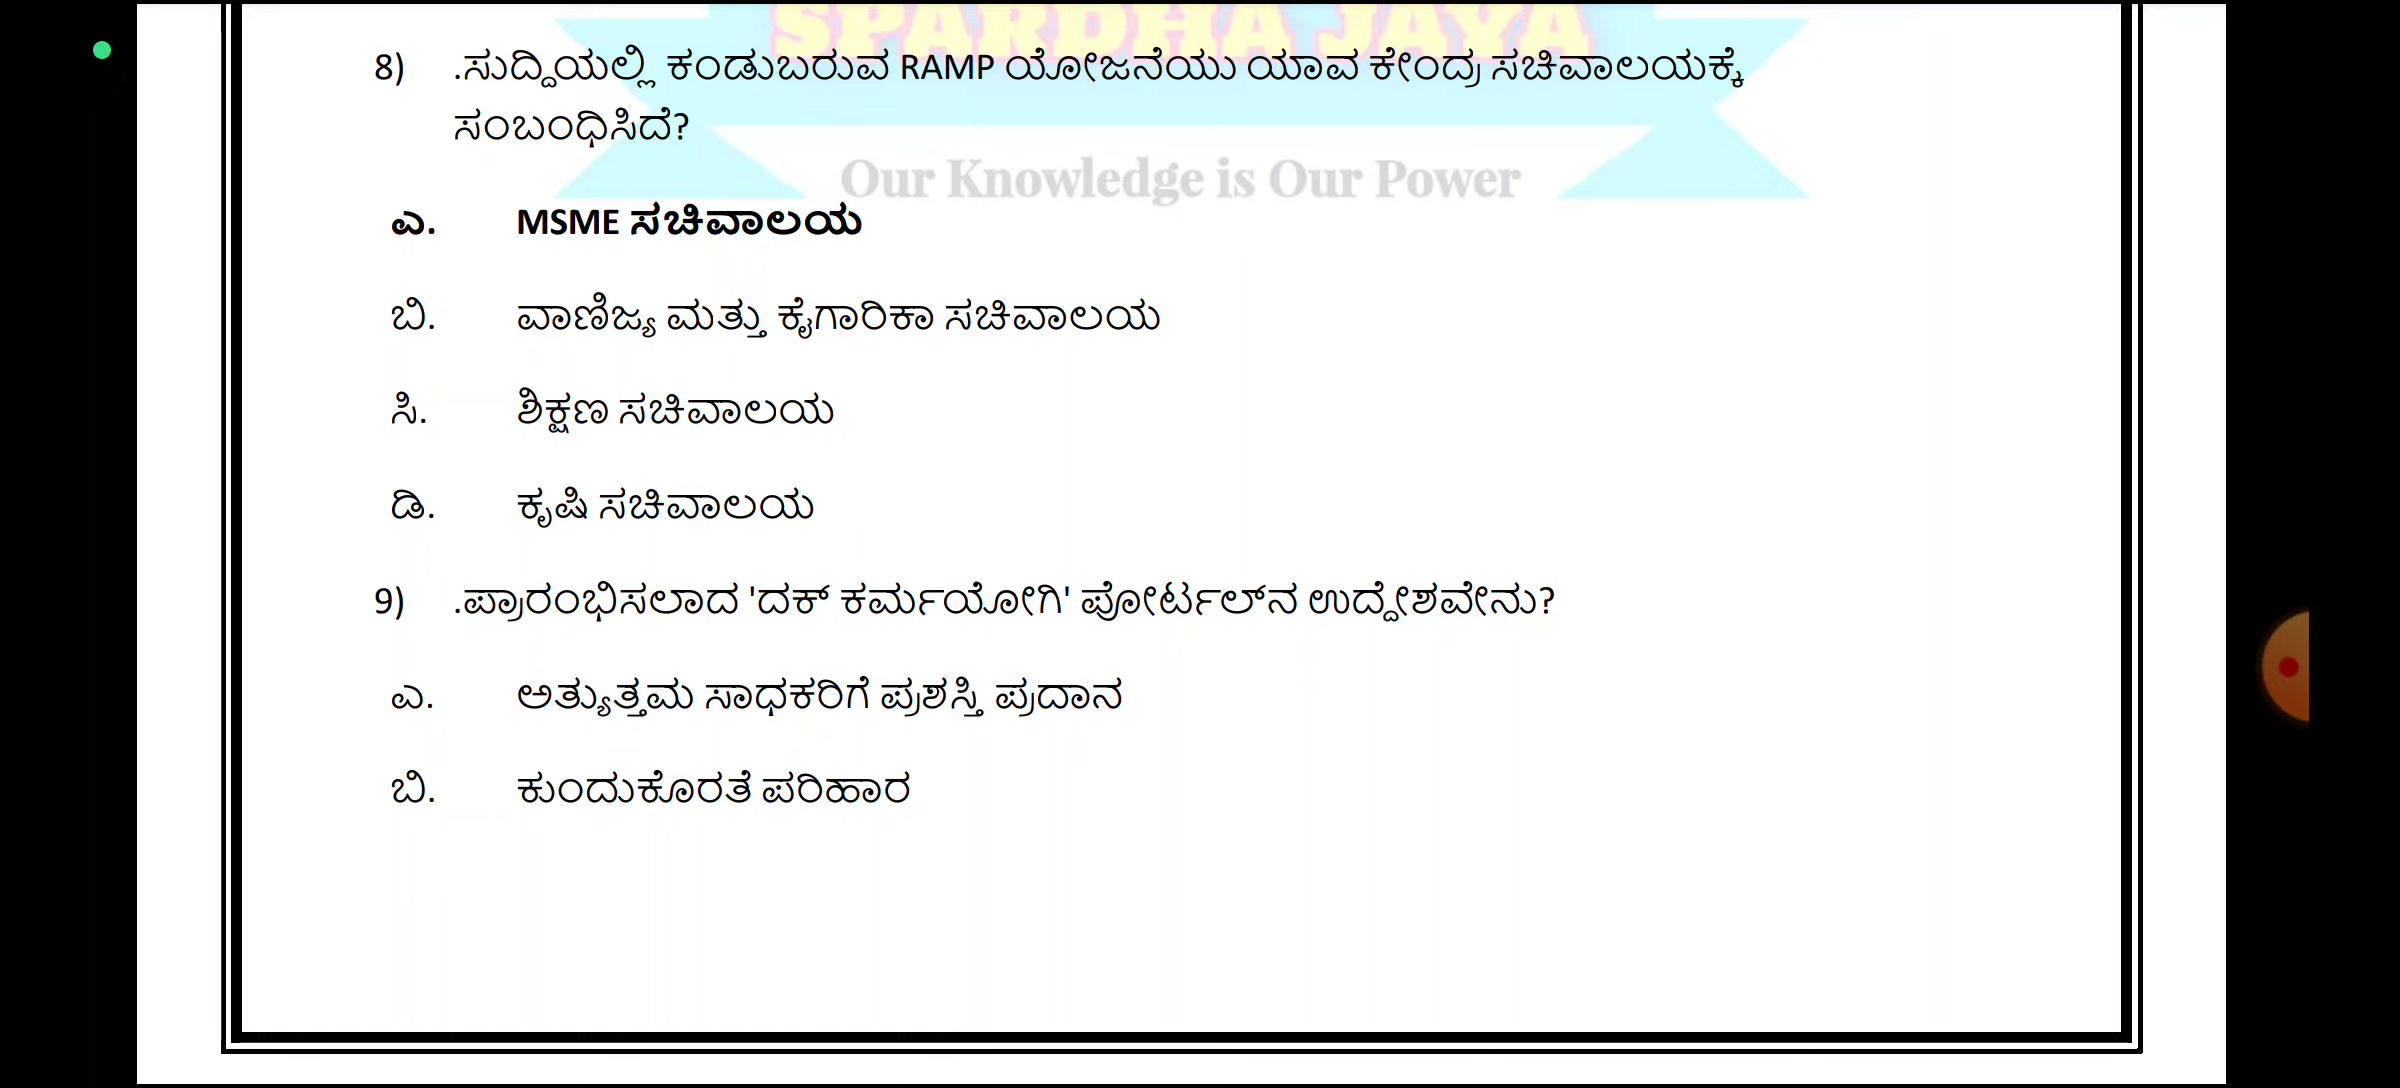 SPARDHA JAYA
8) .ಸುದ್ದಿಯಲ್ಲಿ ಕಂಡುಬರುವ RAMP ಯೋಜನೆಯು ಯಾವ ಕೇಂದ್ರ ಸಚಿವಾಲಯಕ್ಕೆ
ಸಂಬಂಧಿಸಿದೆ?
Our Knowledge is Our Power
ಎ. MSME ಸಚಿವಾಲಯ
ಬಿ. ವಾಣಿಜ್ಯ ಮತ್ತು ಕೈಗಾರಿಕಾ ಸಚಿವಾಲಯ
ಸಿ. ಶಿಕ್ಷಣ ಸಚಿವಾಲಯ
ಡಿ. ಕೃಷಿ ಸಚಿವಾಲಯ
9) .ಪ್ರಾರಂಭಿಸಲಾದ 'ದಕ್ ಕರ್ಮಯೋಗಿ' ಪೋರ್ಟಲ್‌ನ ಉದ್ದೇಶವೇನು?
ಎ. ಅತ್ಯುತ್ತಮ ಸಾಧಕರಿಗೆ ಪ್ರಶಸ್ತಿ ಪ್ರದಾನ
ಬಿ. ಕುಂದುಕೊರತೆ ಪರಿಹಾರ